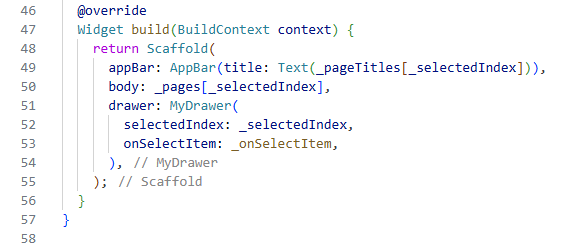 46 @override
47 Widget build(BuildContext context) {
48 return Scaffold(
49 appBar: AppBar(title: Text(_pageTitles[_selectedIndex])),
50 body: _pages[_selectedIndex],
51 drawer: MyDrawer(
52 selectedIndex: _selectedIndex,
53 onSelectItem: _onSelectItem,
54 ), // MyDrawer
55 ); // Scaffold
56 }
57 }
58